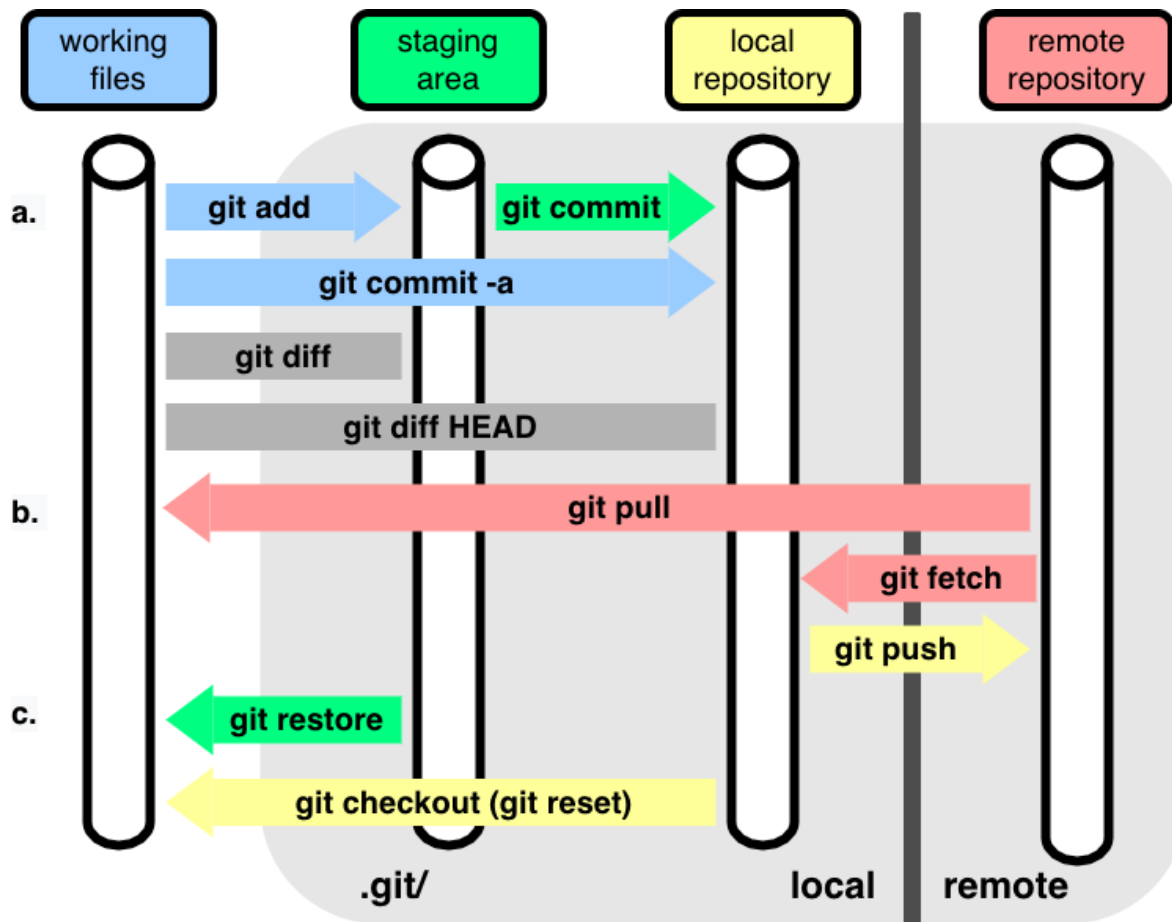 working
files
staging
area
local
repository
remote
repository
a.
git add
git commit
git commit -a
git diff
git diff HEAD
b.
git pull
git fetch
git push
c.
git restore
git checkout (git reset)
.git/
local
remote